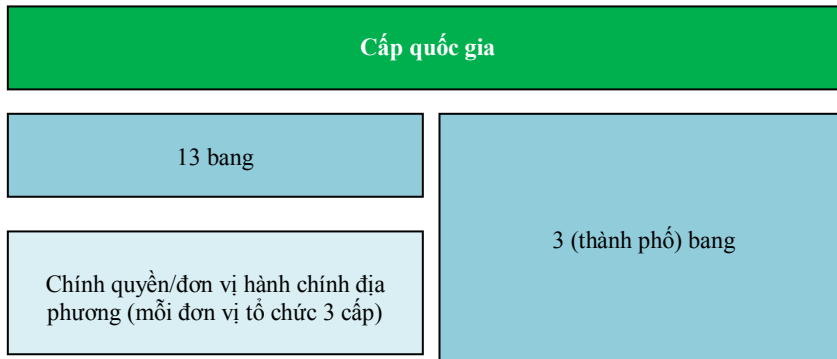 Cấp quốc gia
13 bang
3 (thành phố) bang
Chính quyền/đơn vị hành chính địa
phương (mỗi đơn vị tổ chức 3 cấp)